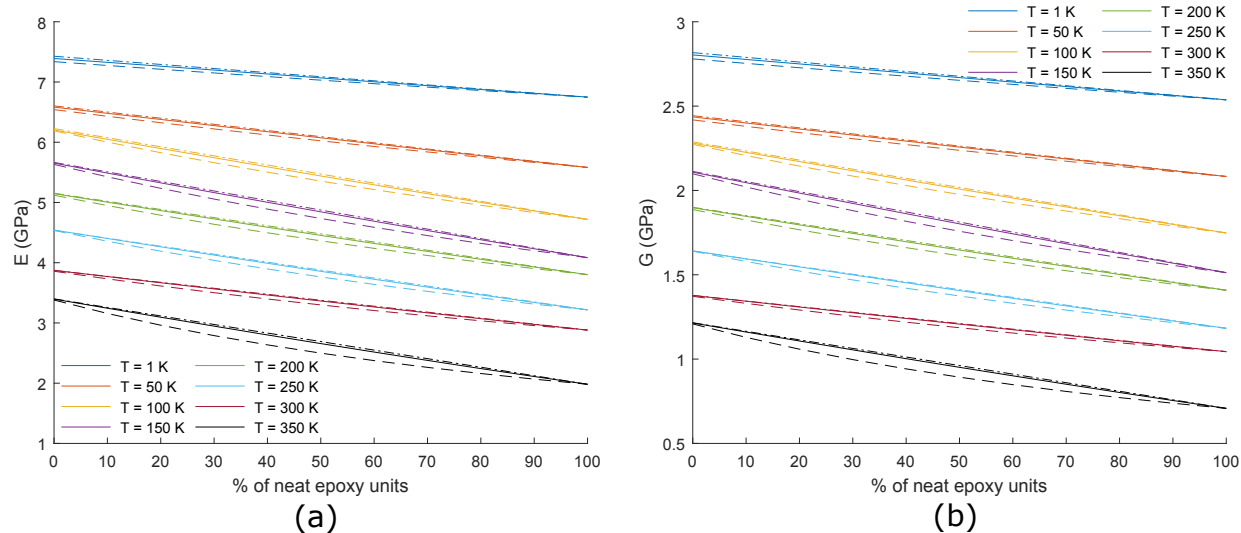 8
7
6
5
4
3
2
1
E (GPa)
T = 1 K
T = 50 K
T = 100 K
T = 150 K
T = 200 K
T = 250 K
T = 300 K
T = 350 K
0 10 20 30 40 50 60 70 80 90 100
% of neat epoxy units
(a)
3
2.5
2
1.5
1
0.5
G (GPa)
T = 1 K
T = 50 K
T = 100 K
T = 150 K
T = 200 K
T = 250 K
T = 300 K
T = 350 K
0 10 20 30 40 50 60 70 80 90 100
% of neat epoxy units
(b)